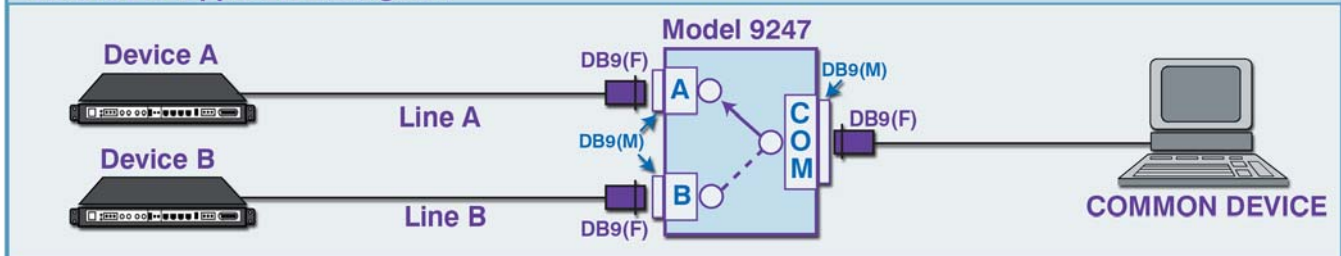 Model 9247
Device A
DB9(F)
DB9(M)
A
C
O
M
DB9(F)
Line A
DB9(M)
Device B
B
Line B
DB9(F)
COMMON DEVICE